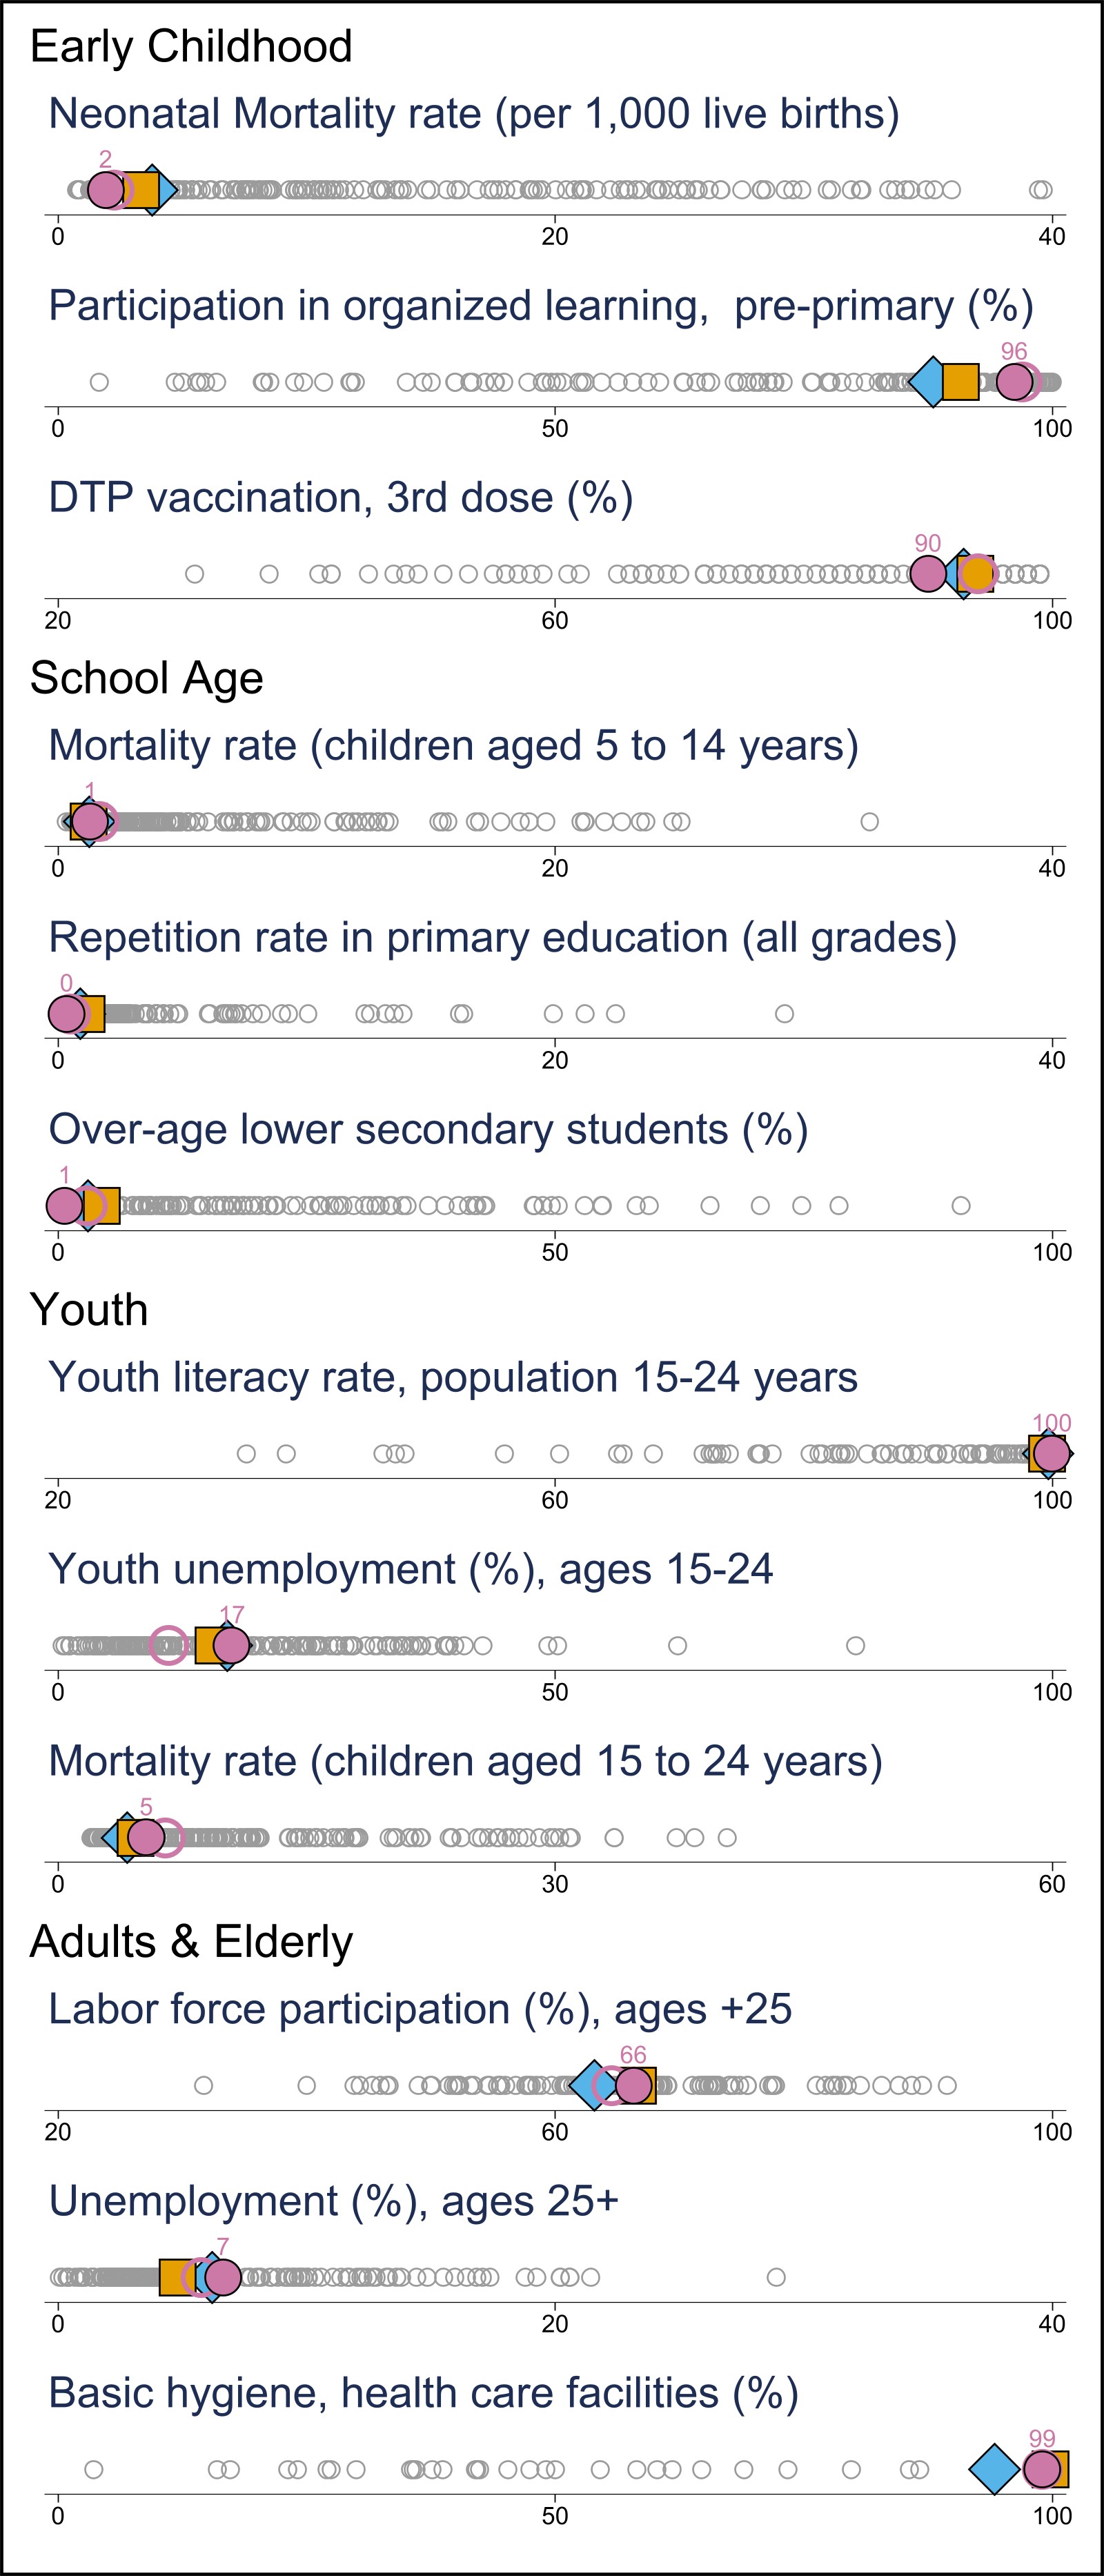 Early Childhood
Neonatal Mortality rate (per 1,000 live births)
2
0 20 40
Participation in organized learning,  pre-primary (%)
96
0 50 100
DTP vaccination, 3rd dose (%)
90
20 60 100
School Age
Mortality rate (children aged 5 to 14 years)
1
0 20 40
Repetition rate in primary education (all grades)
0
0 20 40
Over-age lower secondary students (%)
1
0 50 100
Youth
Youth literacy rate, population 15-24 years
100
20 60 100
Youth unemployment (%), ages 15-24
17
0 50 100
Mortality rate (children aged 15 to 24 years)
5
0 30 60
Adults & Elderly
Labor force participation (%), ages +25
66
20 60 100
Unemployment (%), ages 25+
7
0 20 40
Basic hygiene, health care facilities (%)
99
0 50 100